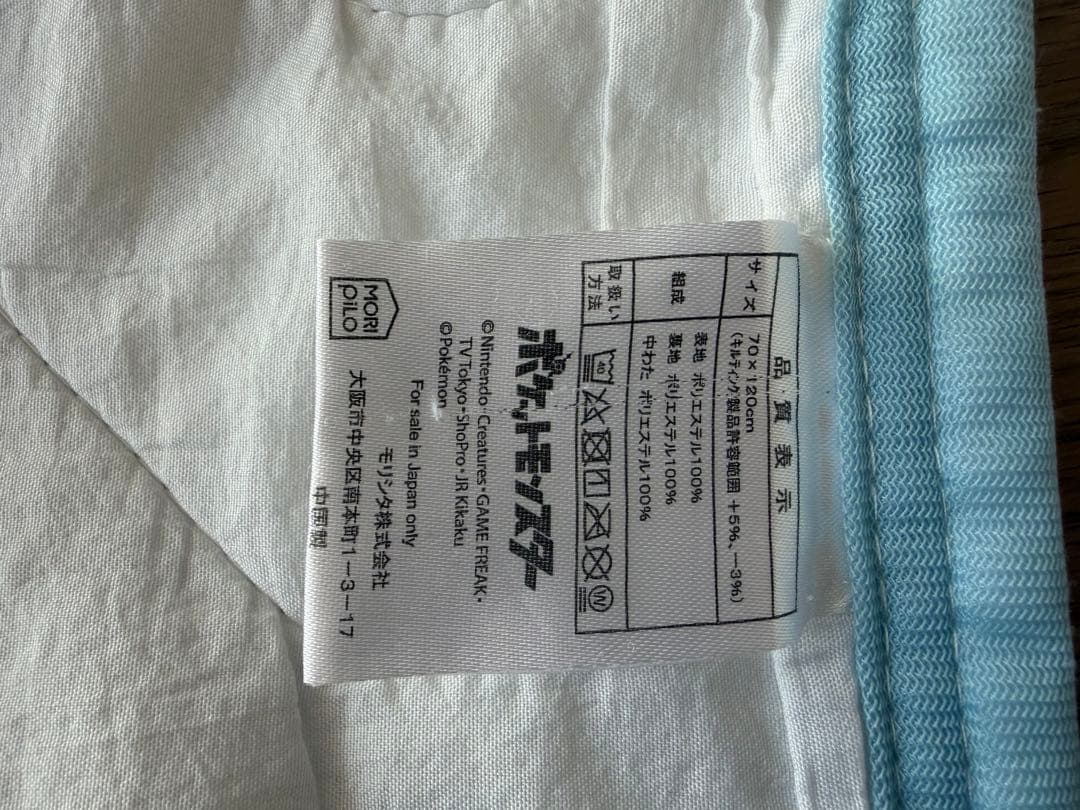 品質表示
サイズ 70×120cm
(キルティング製品許容範囲 +5%、−3%)
組成 表地 ポリエステル100%
裏地 ポリエステル100%
中わた ポリエステル100%
取扱い方法
40
W
ポケットモンスター
©Nintendo・Creatures・GAME FREAK・
TV Tokyo・ShoPro・JR Kikaku
©Pokémon
For sale in Japan only
MORI
PiLO
モリシタ株式会社
大阪市中央区南本町1−3−17
中国製